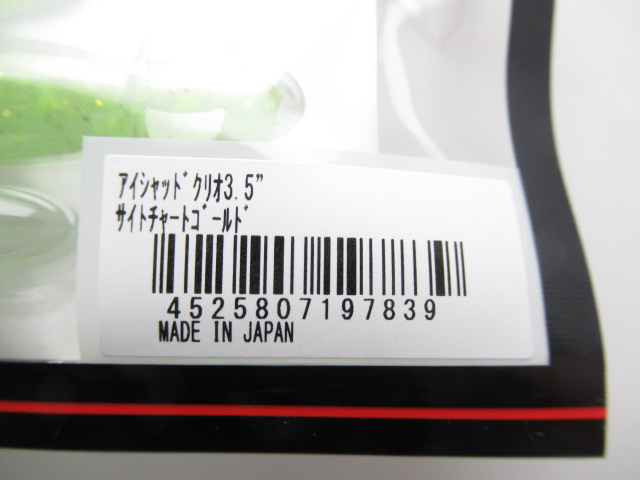 ｱｲｼｬｯﾄﾞｸﾘｵ3.5"
ｻｲﾄﾁｬｰﾄｺﾞｰﾙﾄﾞ
4525807197839
MADE IN JAPAN